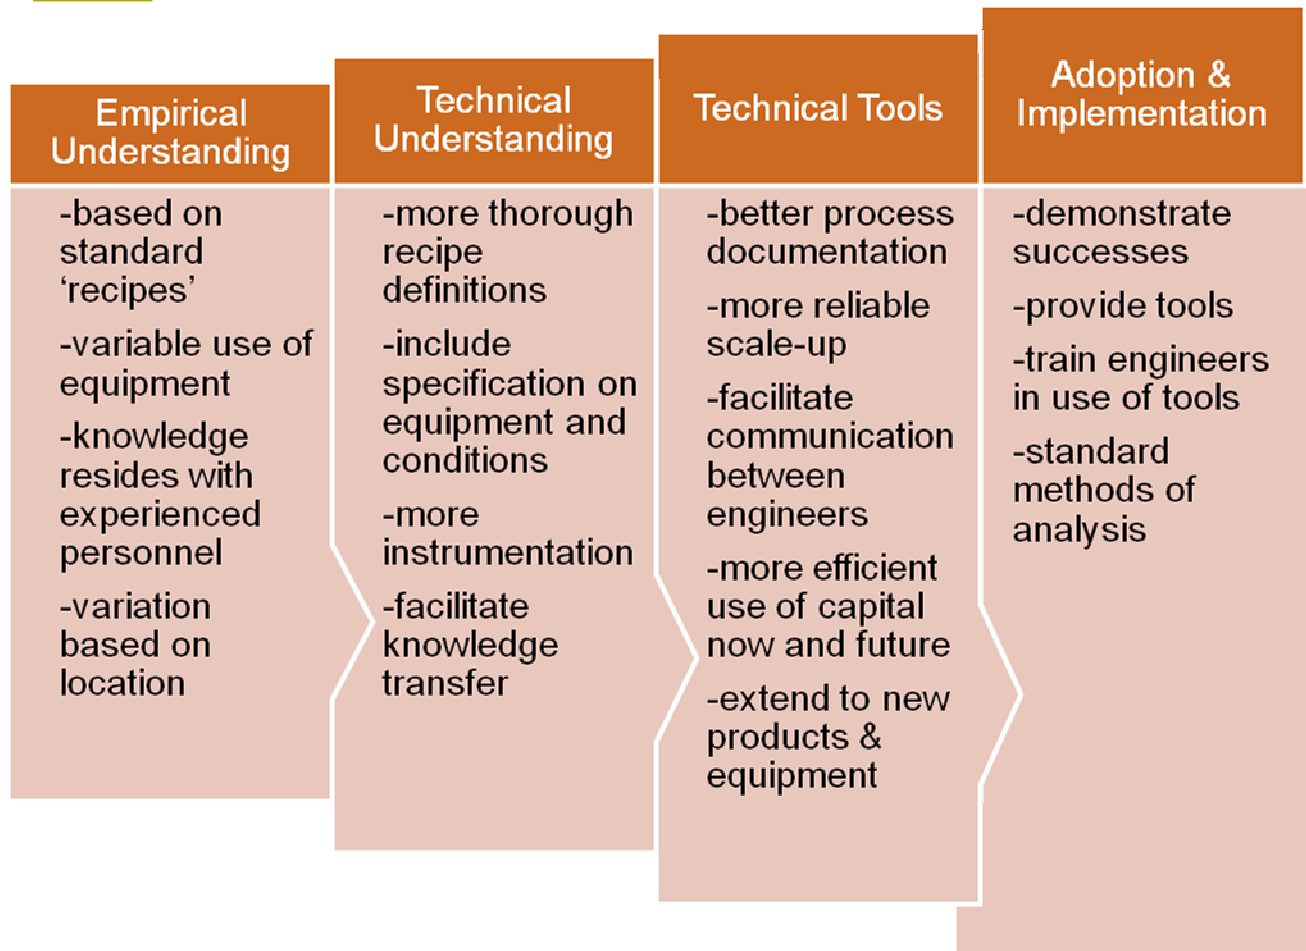 Empirical
Understanding
-based on
standard
‘recipes’
-variable use of
equipment
-knowledge
resides with
experienced
personnel
-variation
based on
location
Technical
Understanding
-more thorough
recipe
definitions
-include
specification on
equipment and
conditions
-more
instrumentation
-facilitate
knowledge
transfer
Technical Tools
-better process
documentation
-more reliable
scale-up
-facilitate
communication
between
engineers
-more efficient
use of capital
now and future
-extend to new
products &
equipment
Adoption &
Implementation
-demonstrate
successes
-provide tools
-train engineers
in use of tools
-standard
methods of
analysis